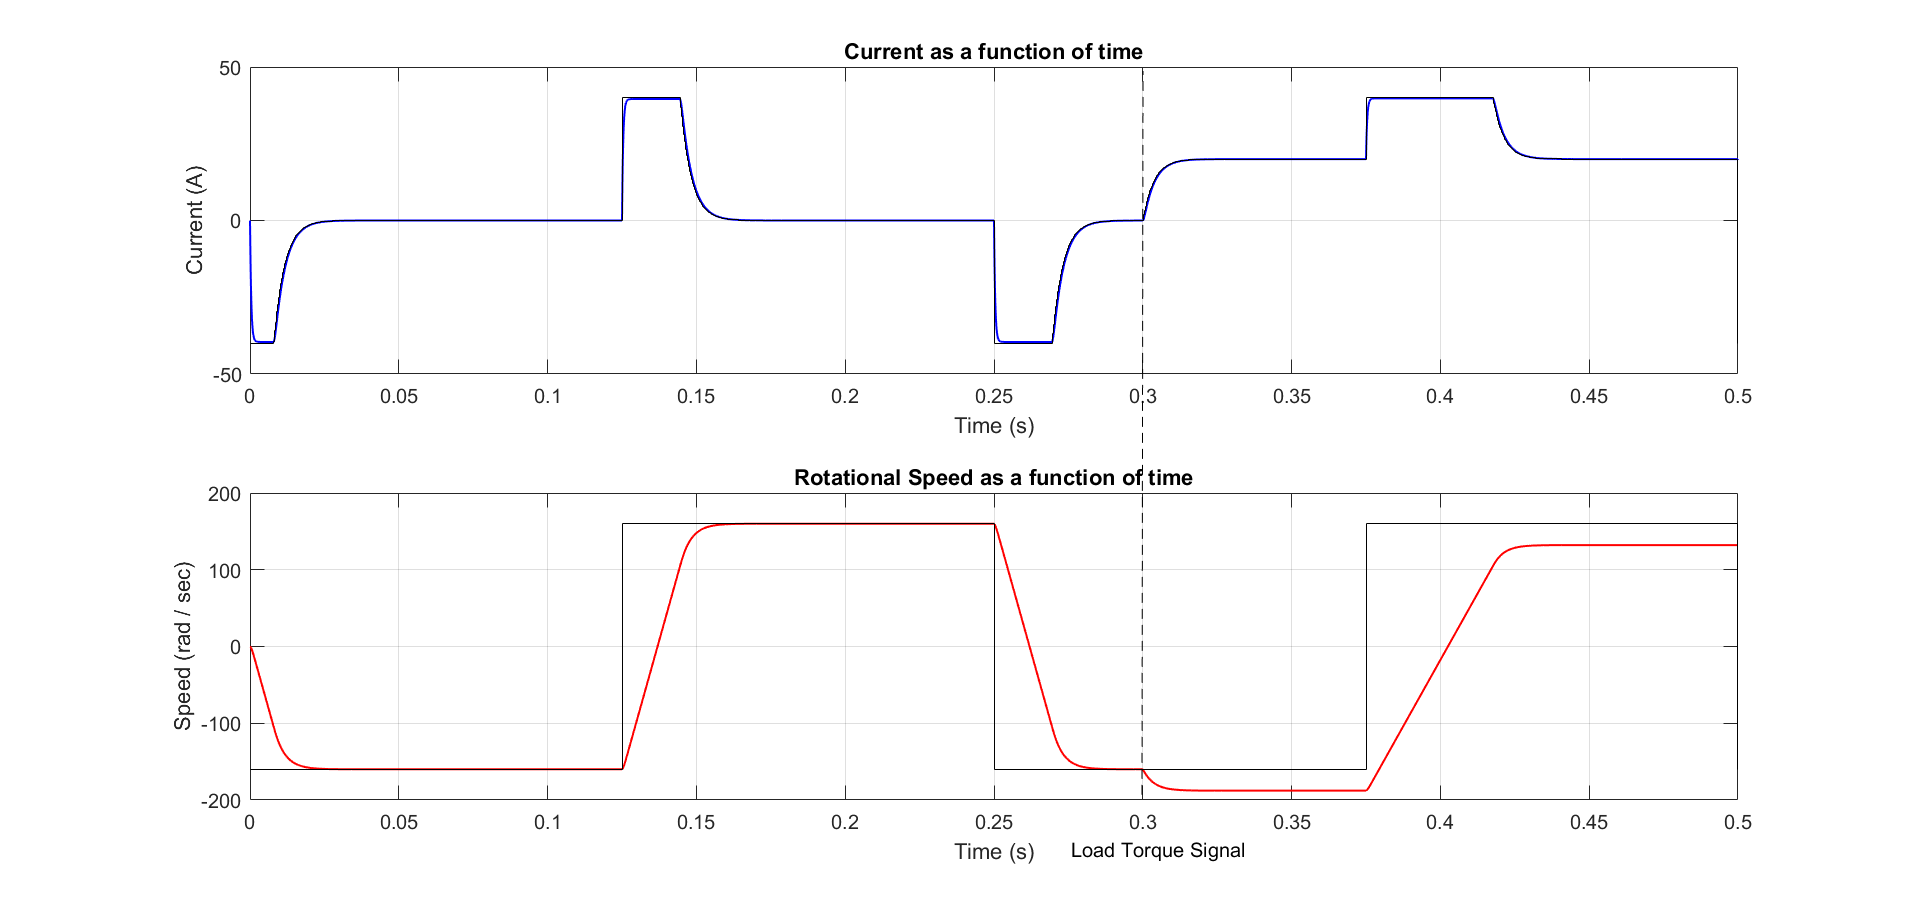 Current as a function of time
50
0
-50
Current (A)
0 0.05 0.1 0.15 0.2 0.25 0.3 0.35 0.4 0.45 0.5
Time (s)
Rotational Speed as a function of time
200
100
0
-100
-200
Speed (rad / sec)
0 0.05 0.1 0.15 0.2 0.25 0.3 0.35 0.4 0.45 0.5
Time (s)
Load Torque Signal